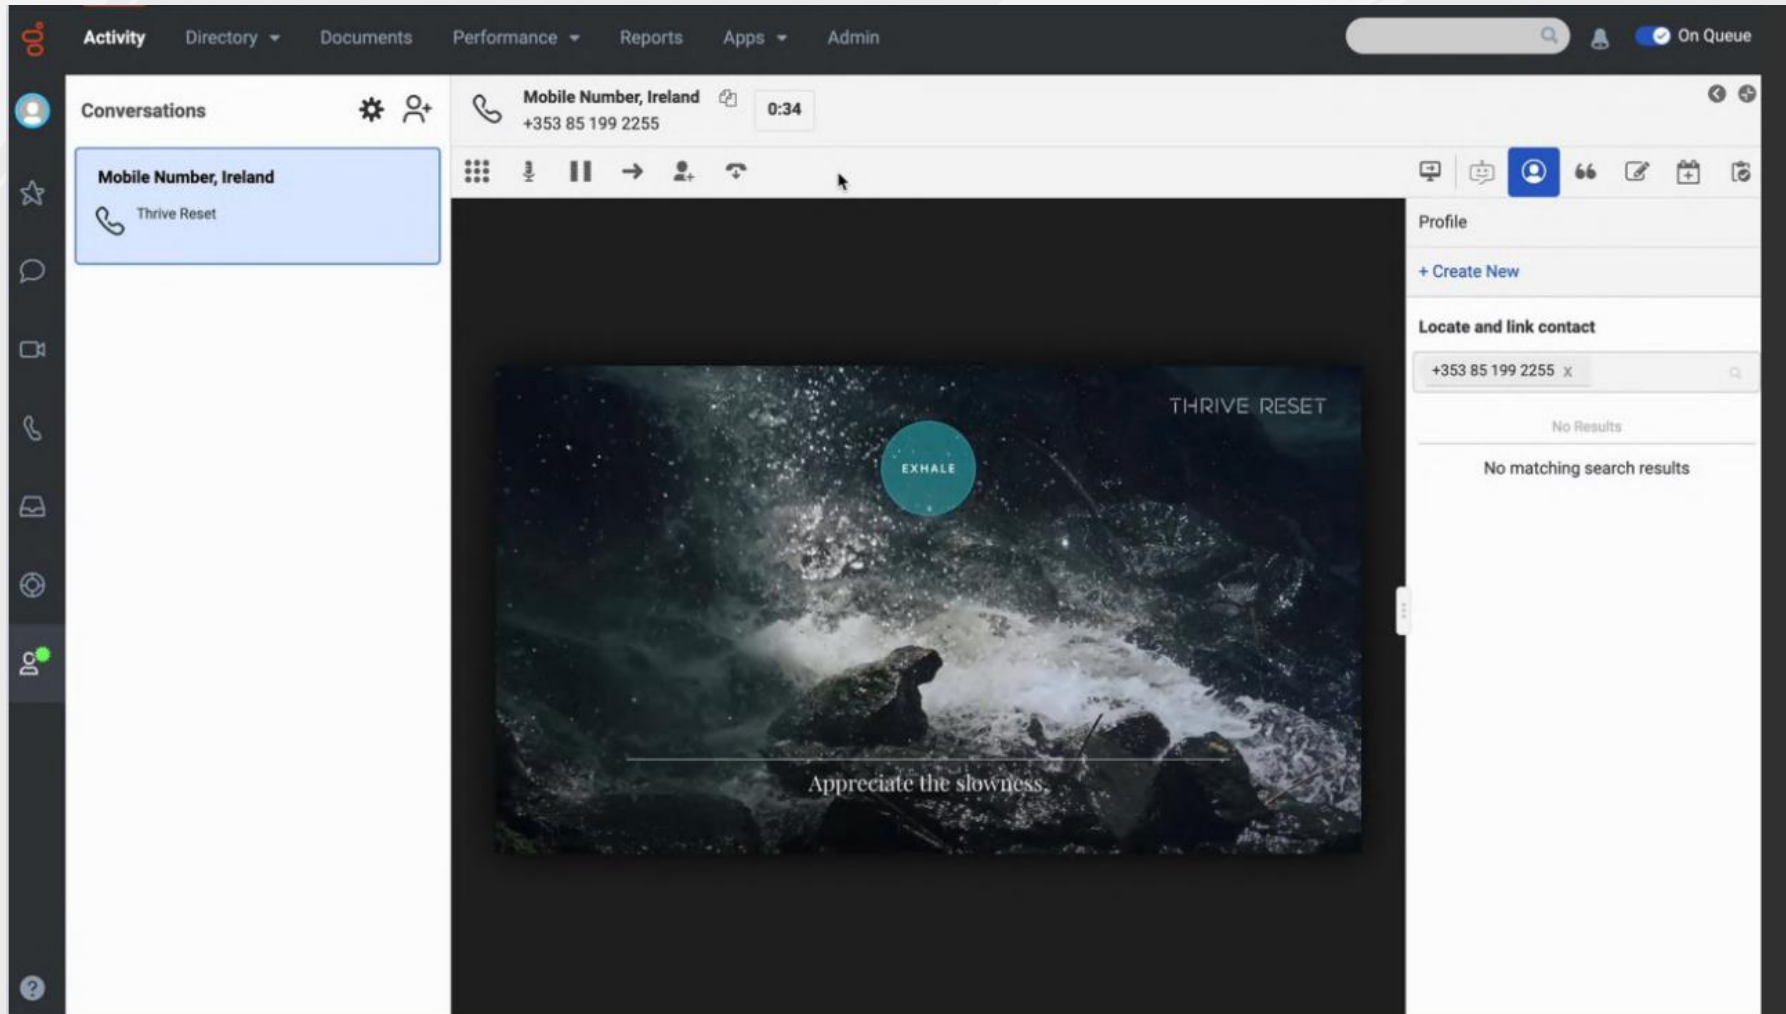 Activity
Directory
Documents
Performance
Reports
Apps
Admin
On Queue
Conversations
Mobile Number, Ireland
Thrive Reset
Mobile Number, Ireland
+353 85 199 2255
0:34
THRIVE RESET
EXHALE
Appreciate the slowness.
Profile
+ Create New
Locate and link contact
+353 85 199 2255 x
No Results
No matching search results